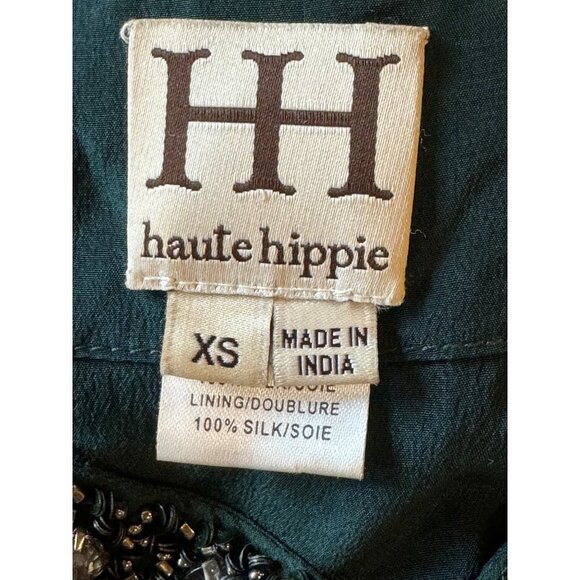 HH
haute hippie
XS
MADE IN
INDIA
LINING/DOUBLURE
100% SILK/SOIE